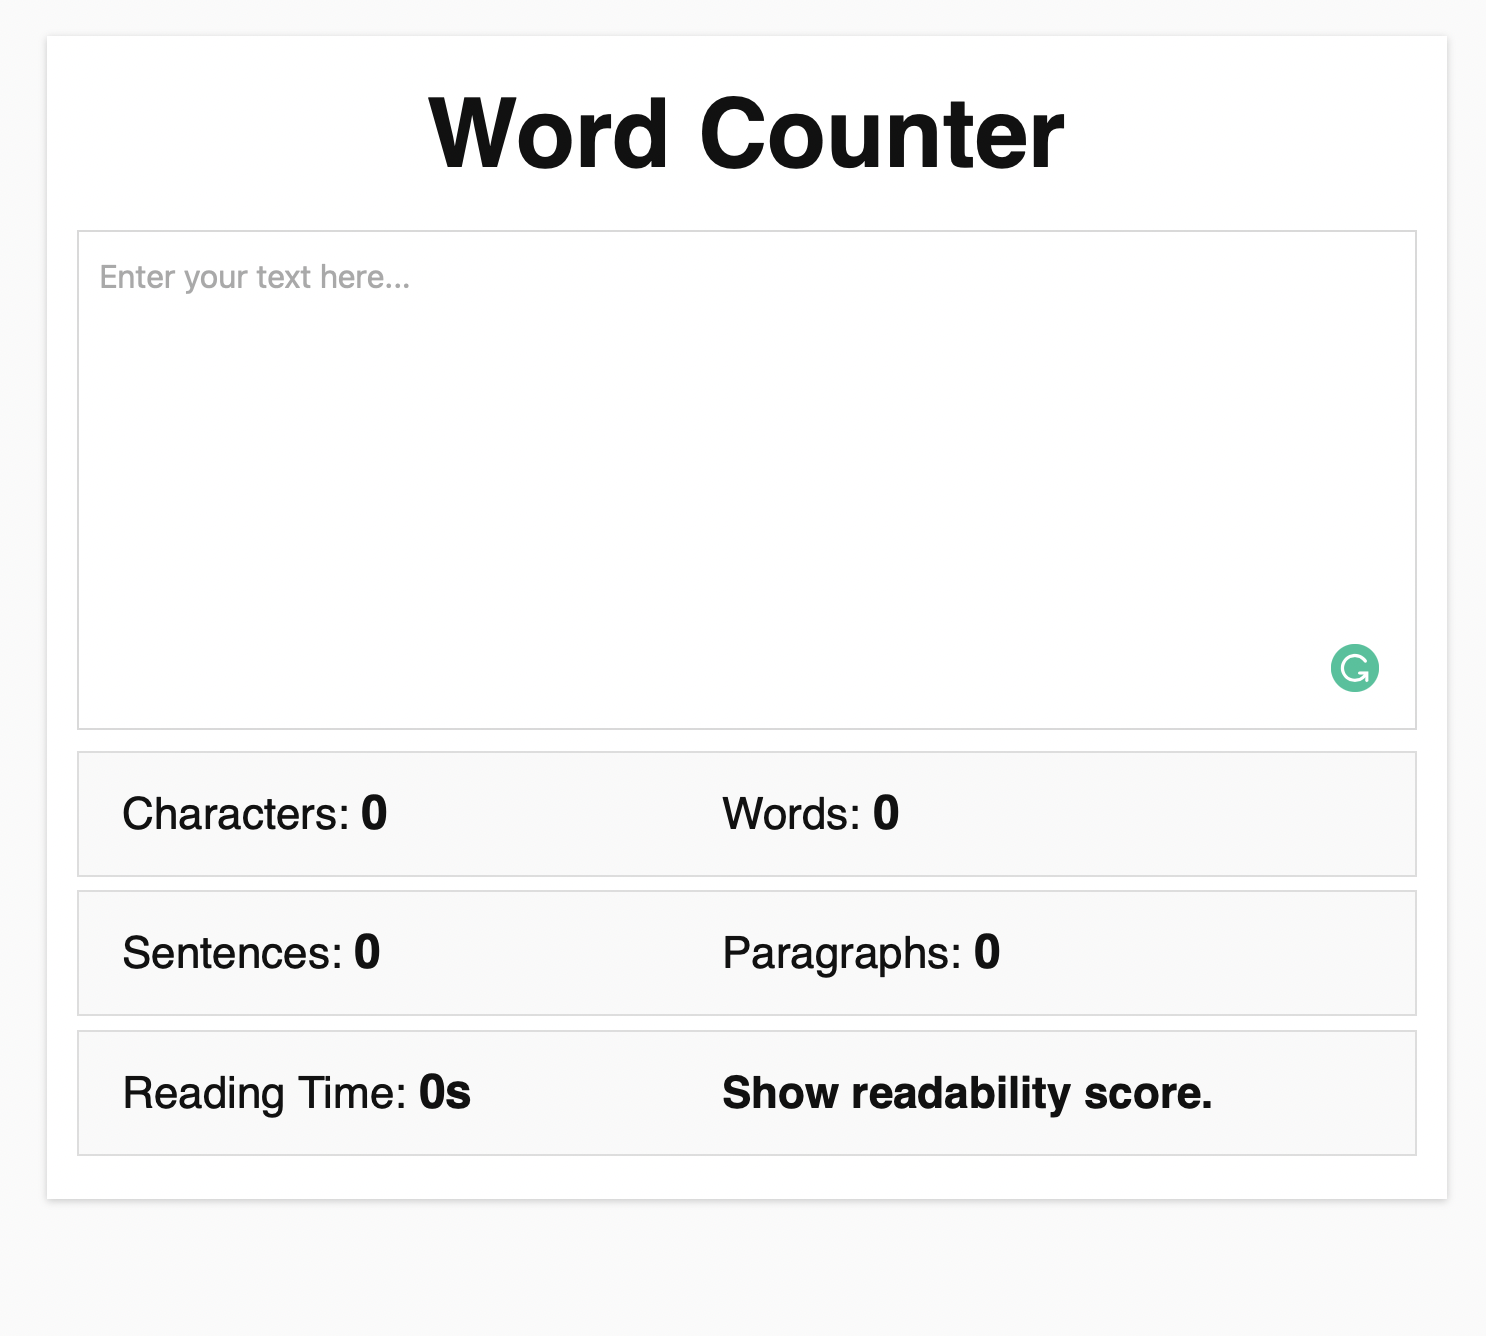 Word Counter
Enter your text here...
Characters: 0 Words: 0
Sentences: 0 Paragraphs: 0
Reading Time: 0s Show readability score.